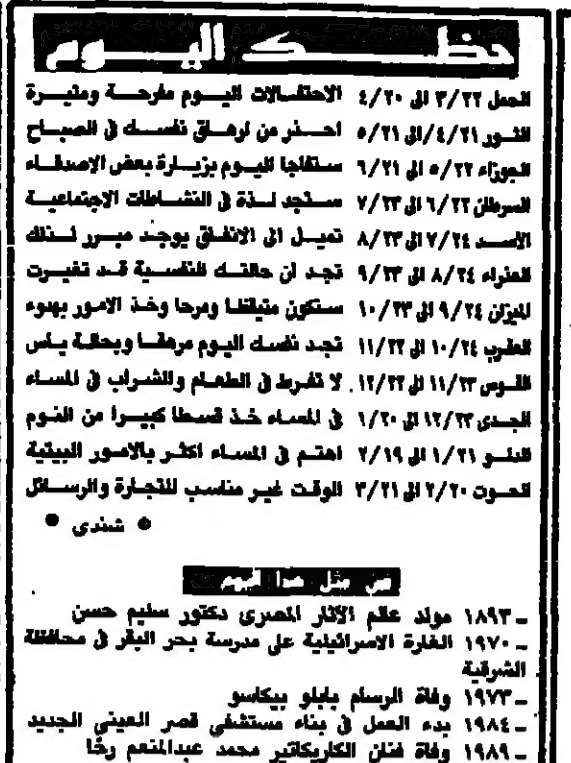 حظك اليوم
الحمل ٣/٢٢ الى ٤/٢٠ الاحتفالات اليوم مفرحة ومثيرة
الثور ٤/٢١ الى ٥/٢١ احذر من ارهاق نفسك في الصباح
الجوزاء ٥/٢٢ الى ٦/٢١ ستفاجا اليوم بزيارة بعض الاصدقاء
السرطان ٦/٢٢ الى ٧/٢٣ ستجد لذة في النشاطات الاجتماعية
الأسد ٧/٢٤ الى ٨/٢٣ تميل الى الانفاق يوجد مبرر لذلك
العذراء ٨/٢٤ الى ٩/٢٣ تجد ان حالتك النفسية قد تغيرت
الميزان ٩/٢٤ الى ١٠/٢٣ ستكون متيقظا ومرحا وخذ الامور بهدوء
العقرب ١٠/٢٤ الى ١١/٢٢ تجد نفسك اليوم مرهقا وبحالة ياس
القوس ١١/٢٣ الى ١٢/٢٢ لا تفرط في الطعام والشراب في المساء
الجدى ١٢/٢٣ الى ١/٢٠ في المساء خذ قسطا كبيرا من النوم
الدلو ١/٢١ الى ٢/١٩ اهتم في المساء اكثر بالامور البيتية
الحوت ٢/٢٠ الى ٣/٢١ الوقت غير مناسب للتجارة والرسائل
• شندى •
من مثل هذا اليوم
ـ ١٨٩٣ مولد عالم الآثار المصرى دكتور سليم حسن
ـ ١٩٧٠ الغارة الاسرائيلية على مدرسة بحر البقر في محافظة
الشرقية
ـ ١٩٧٣ وفاة الرسام بابلو بيكاسو
ـ ١٩٨٤ بدء العمل في بناء مستشفى قصر العينى الجديد
ـ ١٩٨٩ وفاة فنان الكاريكاتير محمد عبدالمنعم رخا